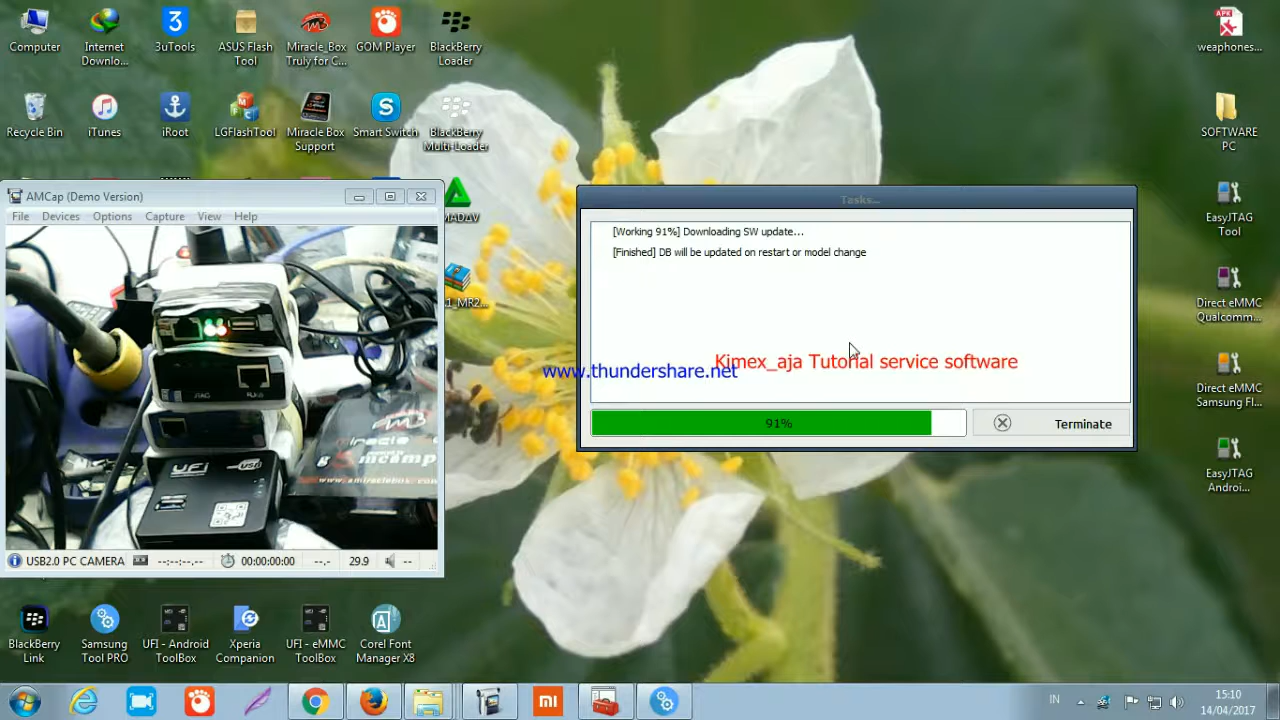 Computer
Internet
Downlo...
3uTools
ASUS Flash
Tool
Miracle_Box
Truly for C...
GOM Player
BlackBerry
Loader
weaphones...
Recycle Bin
iTunes
iRoot
LGFlashTool
Miracle Box
Support
Smart Switch
BlackBerry
Multi-Loader
SOFTWARE
PC
AMCap (Demo Version)
File Devices Options Capture View Help
Tasks...
[Working 91%] Downloading SW update...
[Finished] DB will be updated on restart or model change
Kimex_aja Tutorial service software
www.thundershare.net
91%
Terminate
EasyJTAG
Tool
Direct eMMC
Qualcomm...
Direct eMMC
Samsung Fl...
EasyJTAG
Androi...
JTAG
UFI
USB
USB2.0 PC CAMERA
--:--:--.--
00:00:00:00
--.-
29.9
--
BlackBerry
Link
Samsung
Tool PRO
UFI - Android
ToolBox
Xperia
Companion
UFI - eMMC
ToolBox
Corel Font
Manager X8
IN
15:10
14/04/2017